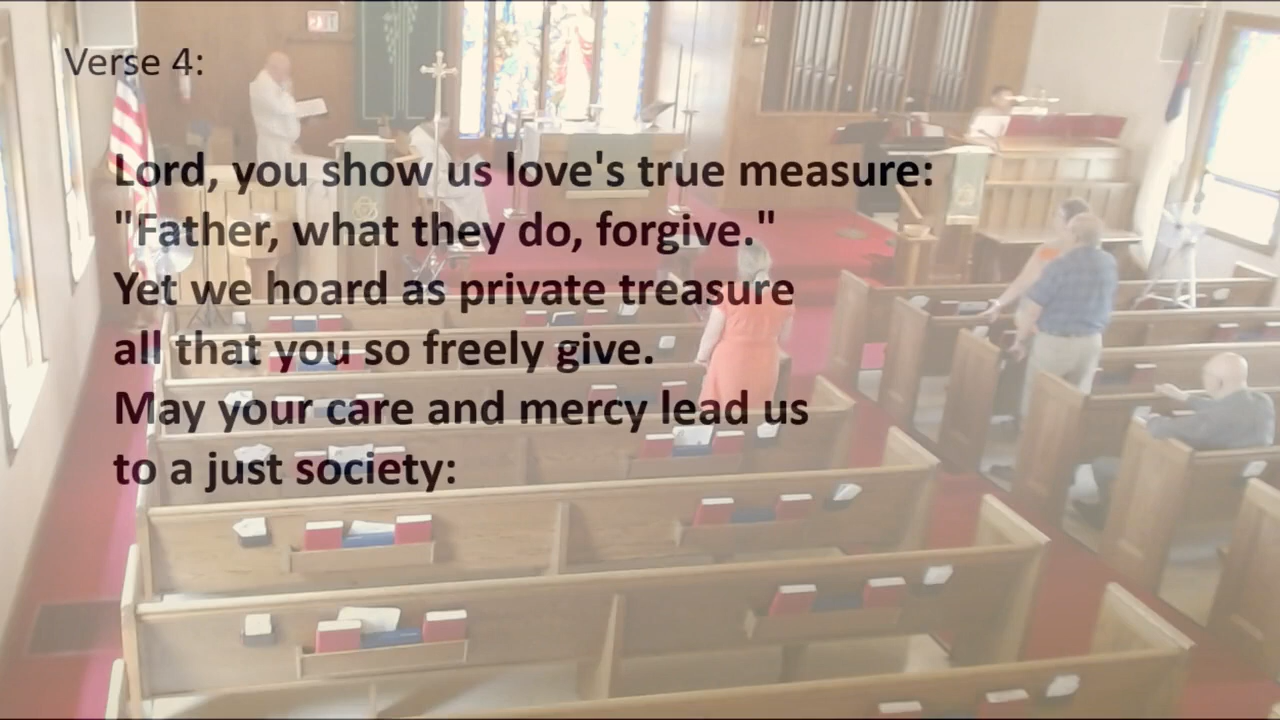 Verse 4:
Lord, you show us love's true measure:
"Father, what they do, forgive."
Yet we hoard as private treasure
all that you so freely give.
May your care and mercy lead us
to a just society: